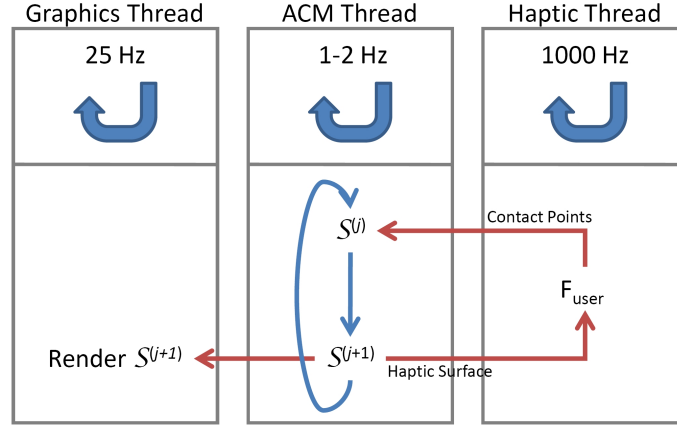 Graphics Thread
ACM Thread
Haptic Thread
25 Hz
1-2 Hz
1000 Hz
S(j)
Contact Points
F user
Render S(j+1)
S(j+1)
Haptic Surface